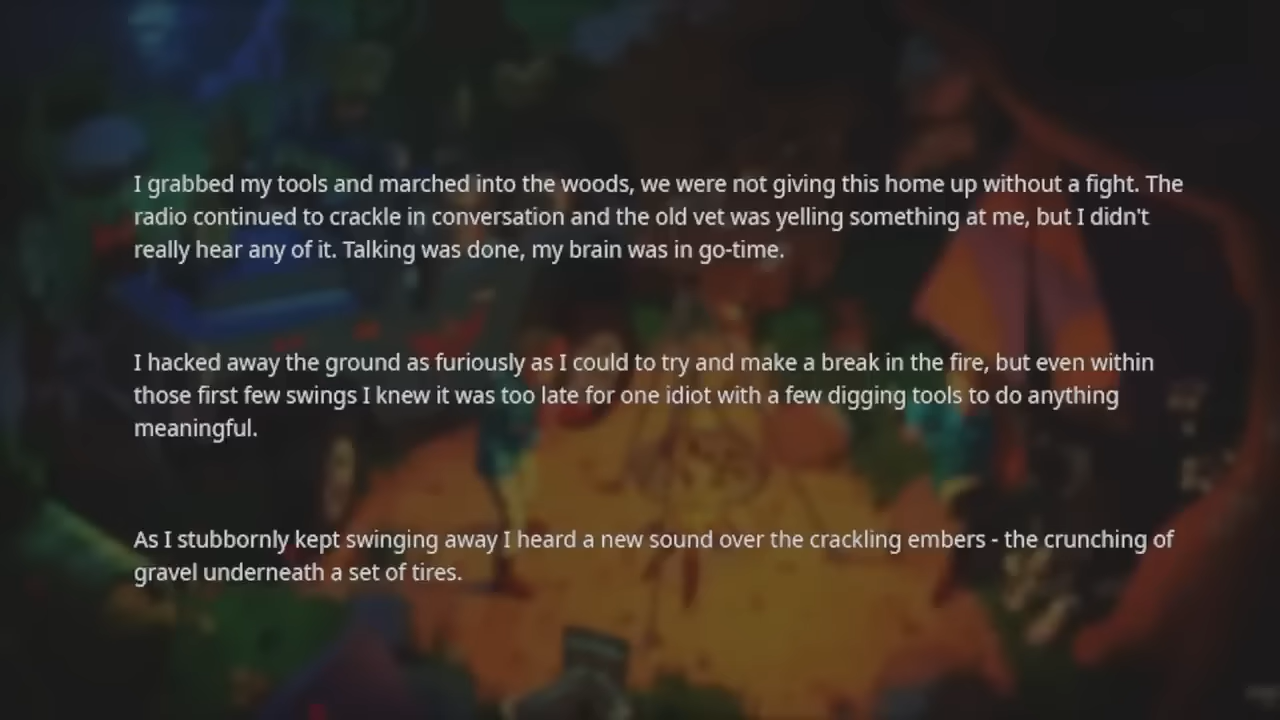 I grabbed my tools and marched into the woods, we were not giving this home up without a fight. The
radio continued to crackle in conversation and the old vet was yelling something at me, but I didn't
really hear any of it. Talking was done, my brain was in go-time.
I hacked away the ground as furiously as I could to try and make a break in the fire, but even within
those first few swings I knew it was too late for one idiot with a few digging tools to do anything
meaningful.
As I stubbornly kept swinging away I heard a new sound over the crackling embers - the crunching of
gravel underneath a set of tires.